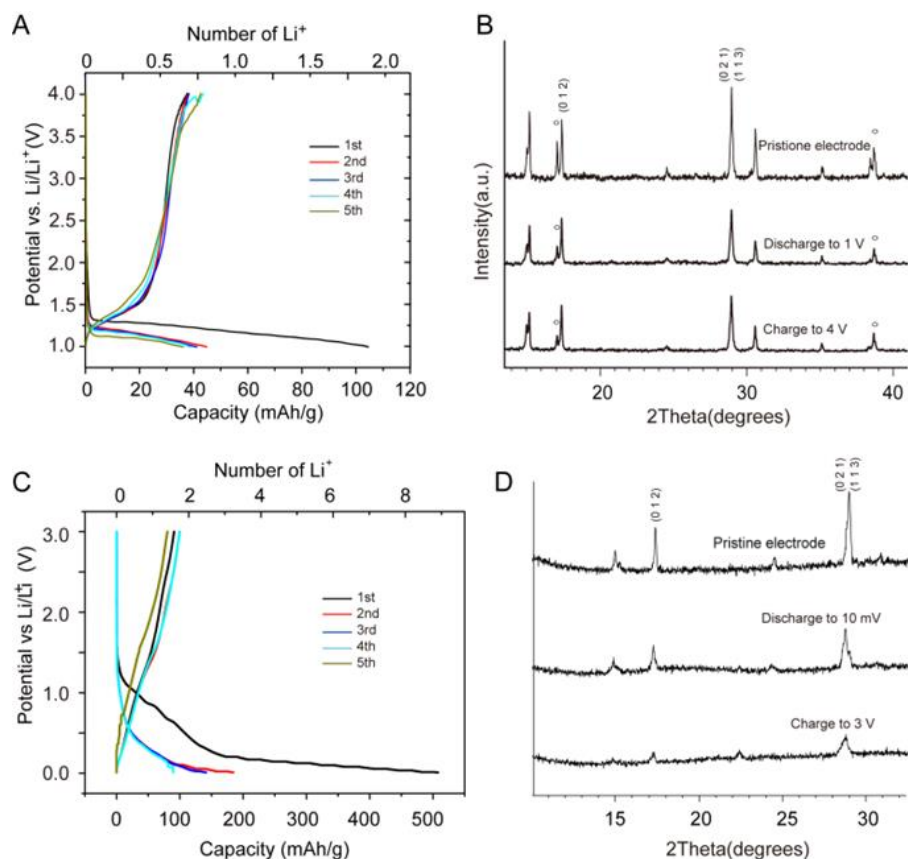 A
Number of Li⁺
0 0.5 1.0 1.5 2.0
4.0
3.5
3.0
2.5
2.0
1.5
1.0
Potential vs. Li/Li⁺(V)
1st
2nd
3rd
4th
5th
0 20 40 60 80 100 120
Capacity (mAh/g)
B
Intensity(a.u.)
(0 1 2)
(0 2 1)
(1 1 3)
Pristione electrode
Discharge to 1 V
Charge to 4 V
20 30 40
2Theta(degrees)
C
Number of Li⁺
0 2 4 6 8
3.0
2.0
1.0
0.0
Potential vs Li/Li⁺ (V)
1st
2nd
3rd
4th
5th
0 100 200 300 400 500
Capacity (mAh/g)
D
(0 1 2)
(0 2 1)
(1 1 3)
Pristine electrode
Discharge to 10 mV
Charge to 3 V
15 20 25 30
2Theta(degrees)